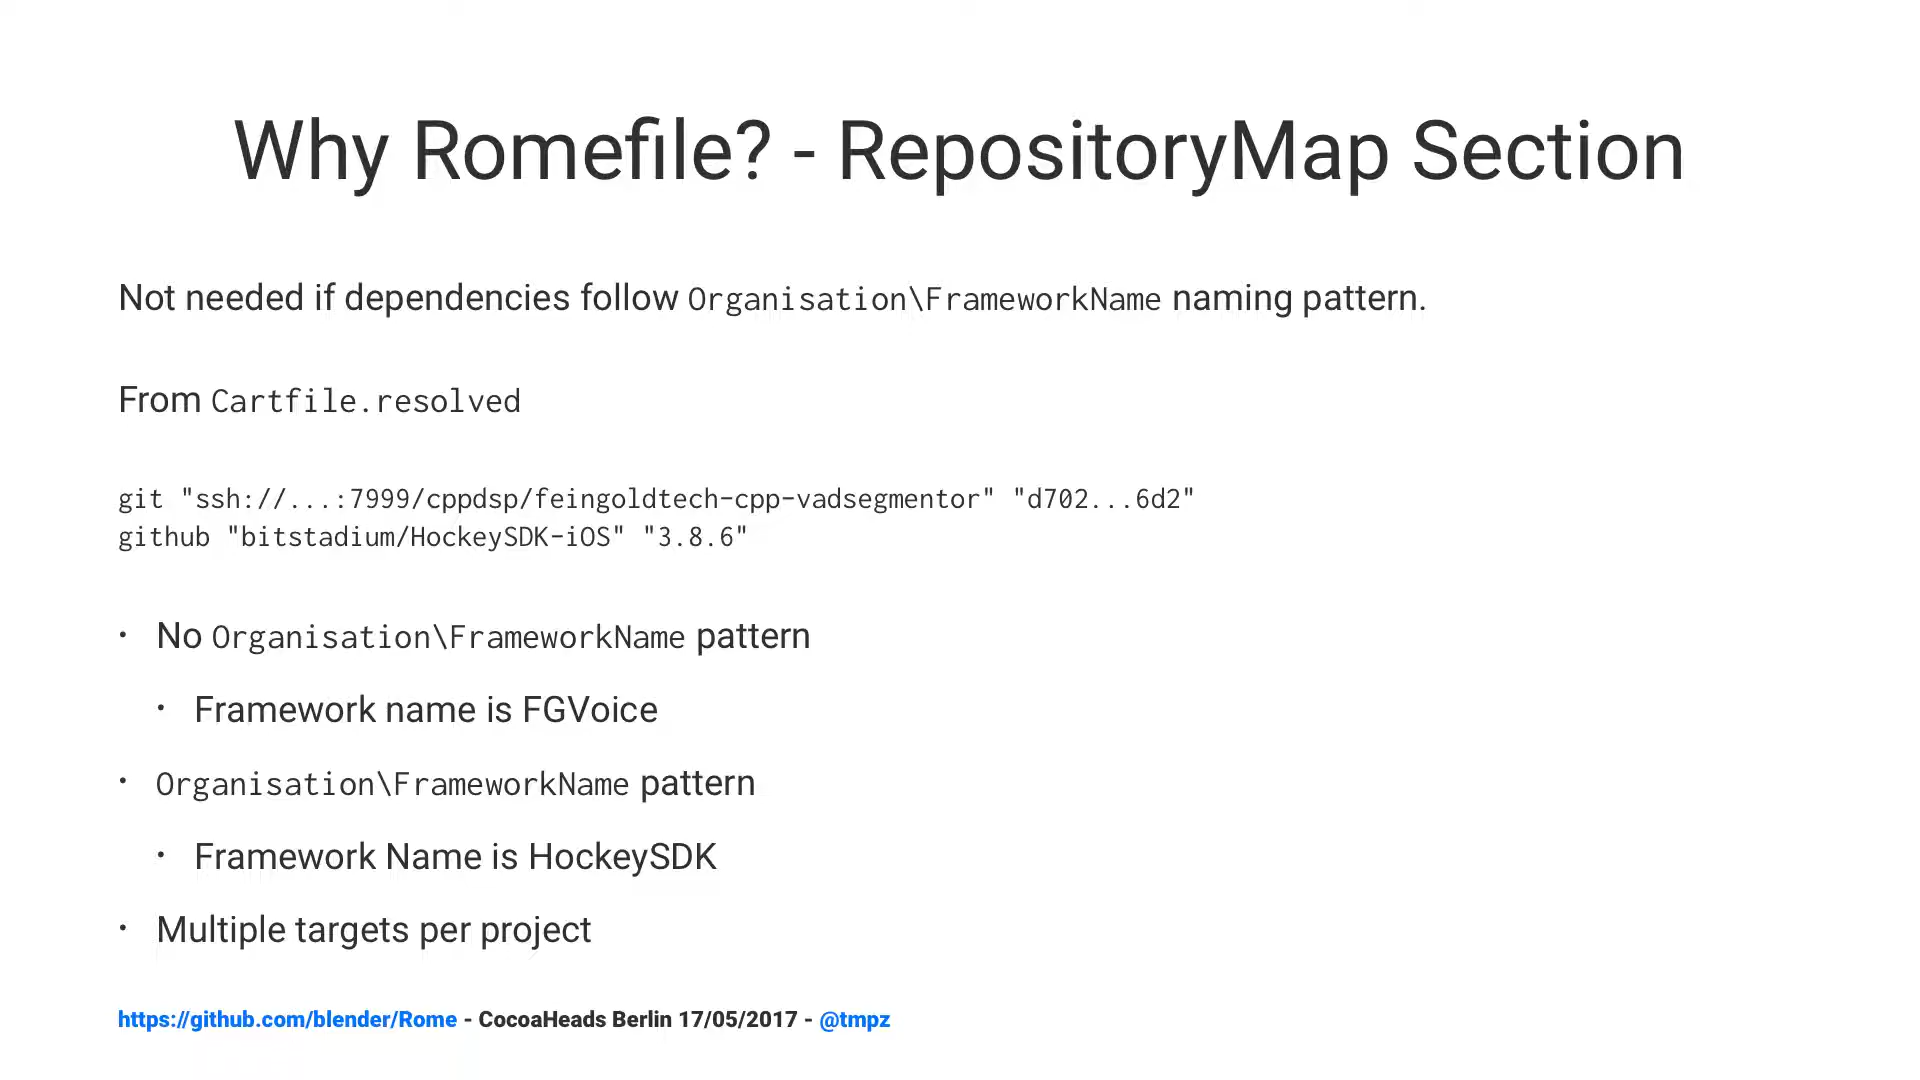 Why Romefile? - RepositoryMap Section
Not needed if dependencies follow Organisation\FrameworkName naming pattern.
From Cartfile.resolved
git "ssh://...:7999/cppdsp/feingoldtech-cpp-vadsegmentor" "d702...6d2"
github "bitstadium/HockeySDK-iOS" "3.8.6"
• No Organisation\FrameworkName pattern
• Framework name is FGVoice
• Organisation\FrameworkName pattern
• Framework Name is HockeySDK
• Multiple targets per project
https://github.com/blender/Rome - CocoaHeads Berlin 17/05/2017 - @tmpz